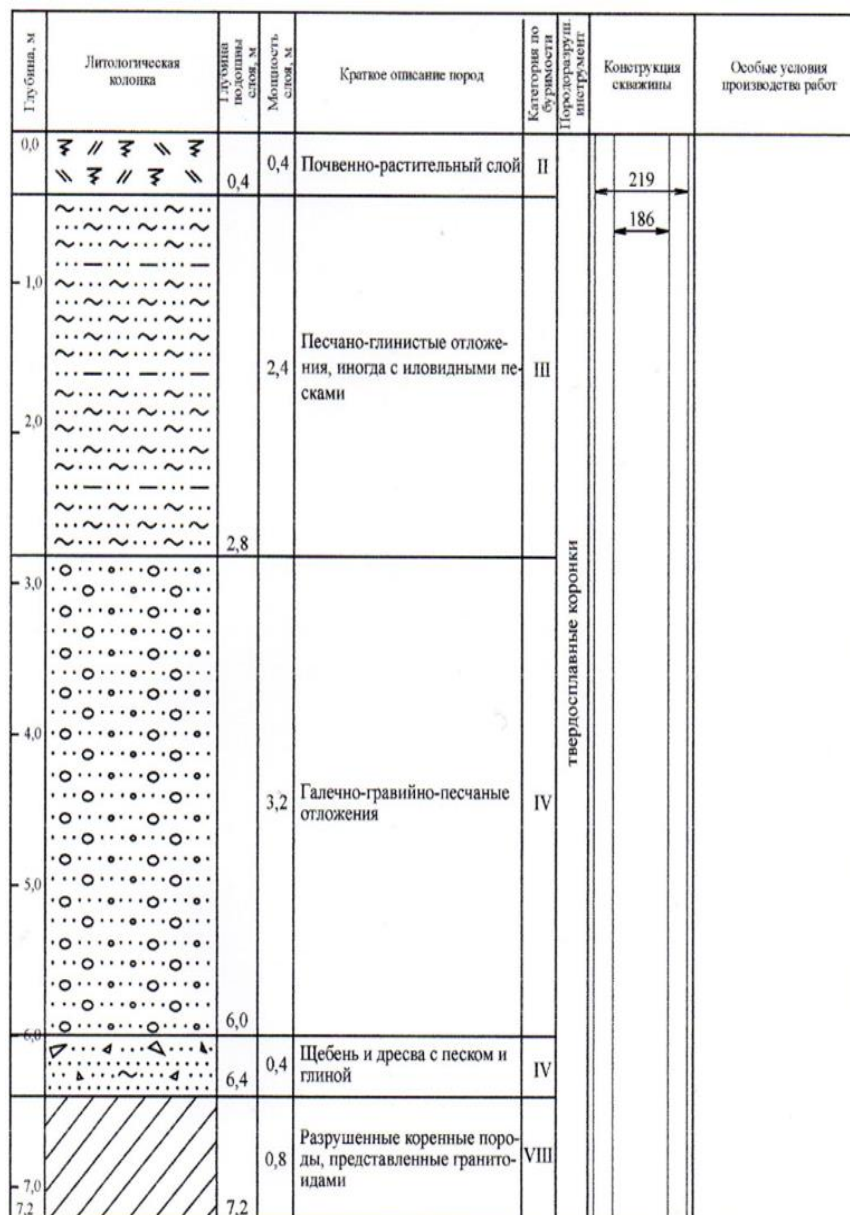 Глубина, м
Литологическая
колонка
Глубина
подошвы
слоя, м
Мощность
слоя, м
Краткое описание пород
Категория по
буримости
Породоразруш.
инструмент
Конструкция
скважины
Особые условия
производства работ
0,0
0,4
0,4
Почвенно-растительный слой
II
219
186
1,0
2,0
2,8
2,4
Песчано-глинистые отложе-
ния, иногда с иловидными пе-
сками
III
твердосплавные коронки
3,0
4,0
5,0
6,0
6,0
3,2
Галечно-гравийно-песчаные
отложения
IV
6,4
0,4
Щебень и дресва с песком и
глиной
IV
7,0
7,2
7,2
0,8
Разрушенные коренные поро-
ды, представленные гранито-
идами
VIII